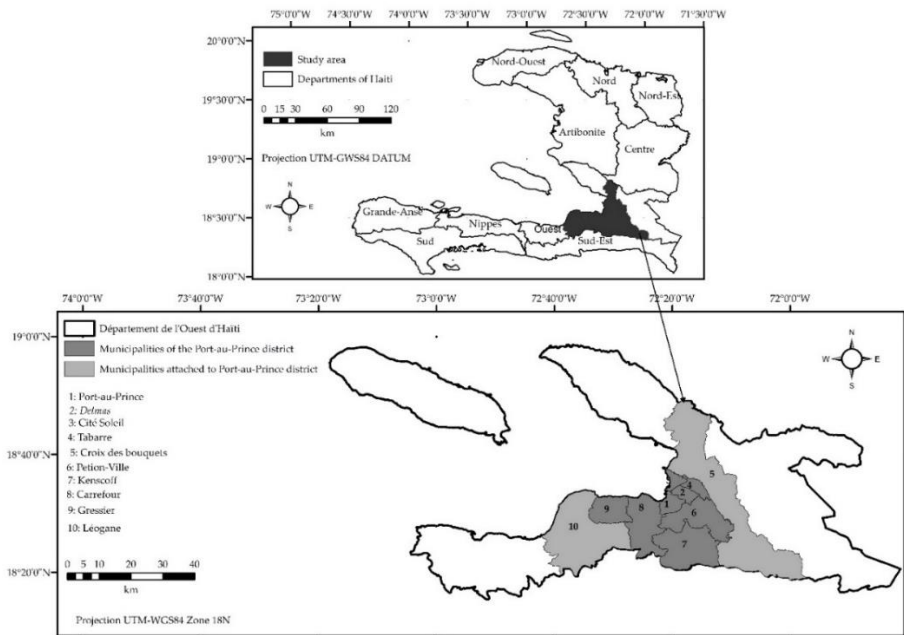 75°0'0"W 74°30'0"W 74°0'0"W 73°30'0"W 73°0'0"W 72°30'0"W 72°0'0"W 71°30'0"W
20°0'0"N
19°30'0"N
19°0'0"N
18°30'0"N
18°0'0"N
Study area
Departments of Haiti
0 15 30 60 90 120
km
Projection UTM-GWS84 DATUM
N
W E
S
Nord-Ouest
Nord
Nord-Est
Artibonite
Centre
Grande-Anse
Nippes
Ouest
Sud
Sud-Est
74°0'0"W 73°40'0"W 73°20'0"W 73°0'0"W 72°40'0"W 72°20'0"W 72°0'0"W
19°0'0"N
18°40'0"N
18°20'0"N
Département de l'Ouest d'Haïti
Municipalities of the Port-au-Prince district
Municipalities attached to Port-au-Prince district
1: Port-au-Prince
2: Delmas
3: Cité Soleil
4: Tabarre
5: Croix des bouquets
6: Petion-Ville
7: Kenscoff
8: Carrefour
9: Gressier
10: Léogane
0 5 10 20 30 40
km
Projection UTM-WGS84 Zone 18N
N
W E
S
5
4
2
1
6
9
8
10
7